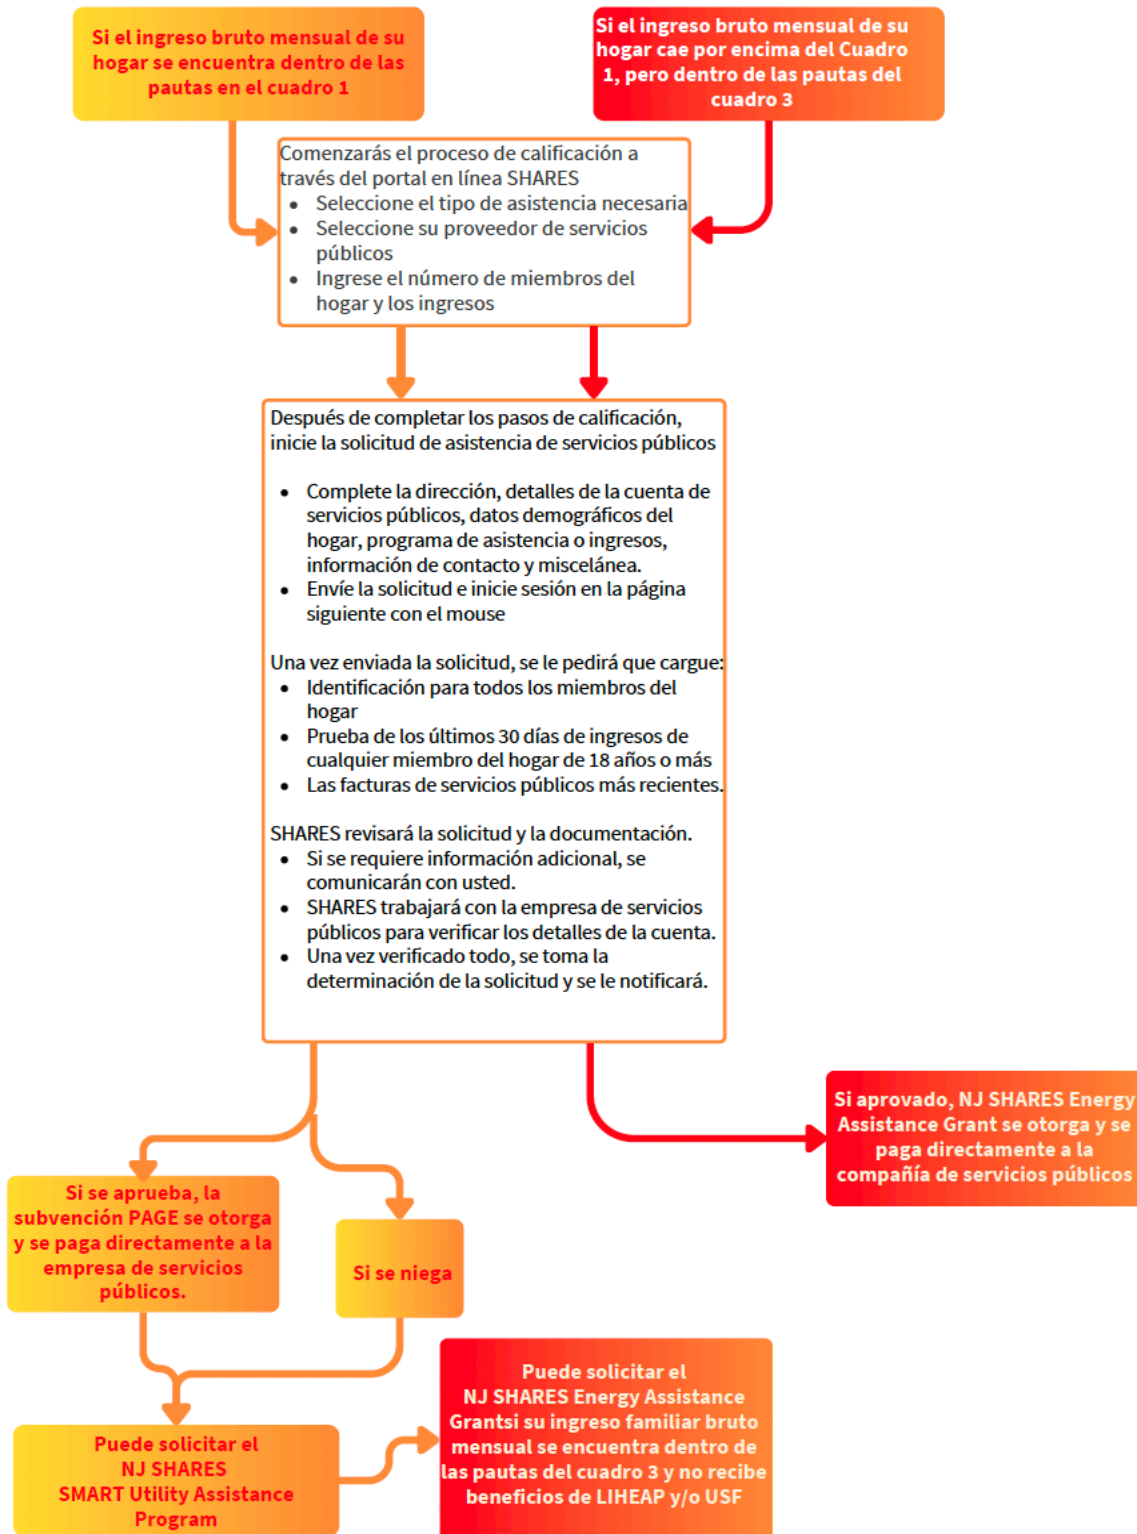 Si el ingreso bruto mensual de su
hogar se encuentra dentro de las
pautas en el cuadro 1
Si el ingreso bruto mensual de su
hogar cae por encima del Cuadro
1, pero dentro de las pautas del
cuadro 3
Comenzarás el proceso de calificación a
través del portal en línea SHARES
• Seleccione el tipo de asistencia necesaria
• Seleccione su proveedor de servicios
públicos
• Ingrese el número de miembros del
hogar y los ingresos
Después de completar los pasos de calificación,
inicie la solicitud de asistencia de servicios públicos
• Complete la dirección, detalles de la cuenta de
servicios públicos, datos demográficos del
hogar, programa de asistencia o ingresos,
información de contacto y miscelánea.
• Envíe la solicitud e inicie sesión en la página
siguiente con el mouse
Una vez enviada la solicitud, se le pedirá que cargue:
• Identificación para todos los miembros del
hogar
• Prueba de los últimos 30 días de ingresos de
cualquier miembro del hogar de 18 años o más
• Las facturas de servicios públicos más recientes.
SHARES revisará la solicitud y la documentación.
• Si se requiere información adicional, se
comunicarán con usted.
• SHARES trabajará con la empresa de servicios
públicos para verificar los detalles de la cuenta.
• Una vez verificado todo, se toma la
determinación de la solicitud y se le notificará.
Si aprovado, NJ SHARES Energy
Assistance Grant se otorga y se
paga directamente a la
compañía de servicios públicos
Si se aprueba, la
subvención PAGE se otorga
y se paga directamente a la
empresa de servicios
públicos.
Si se niega
Puede solicitar el
NJ SHARES
SMART Utility Assistance
Program
Puede solicitar el
NJ SHARES Energy Assistance
Grantsi su ingreso familiar bruto
mensual se encuentra dentro de
las pautas del cuadro 3 y no recibe
beneficios de LIHEAP y/o USF